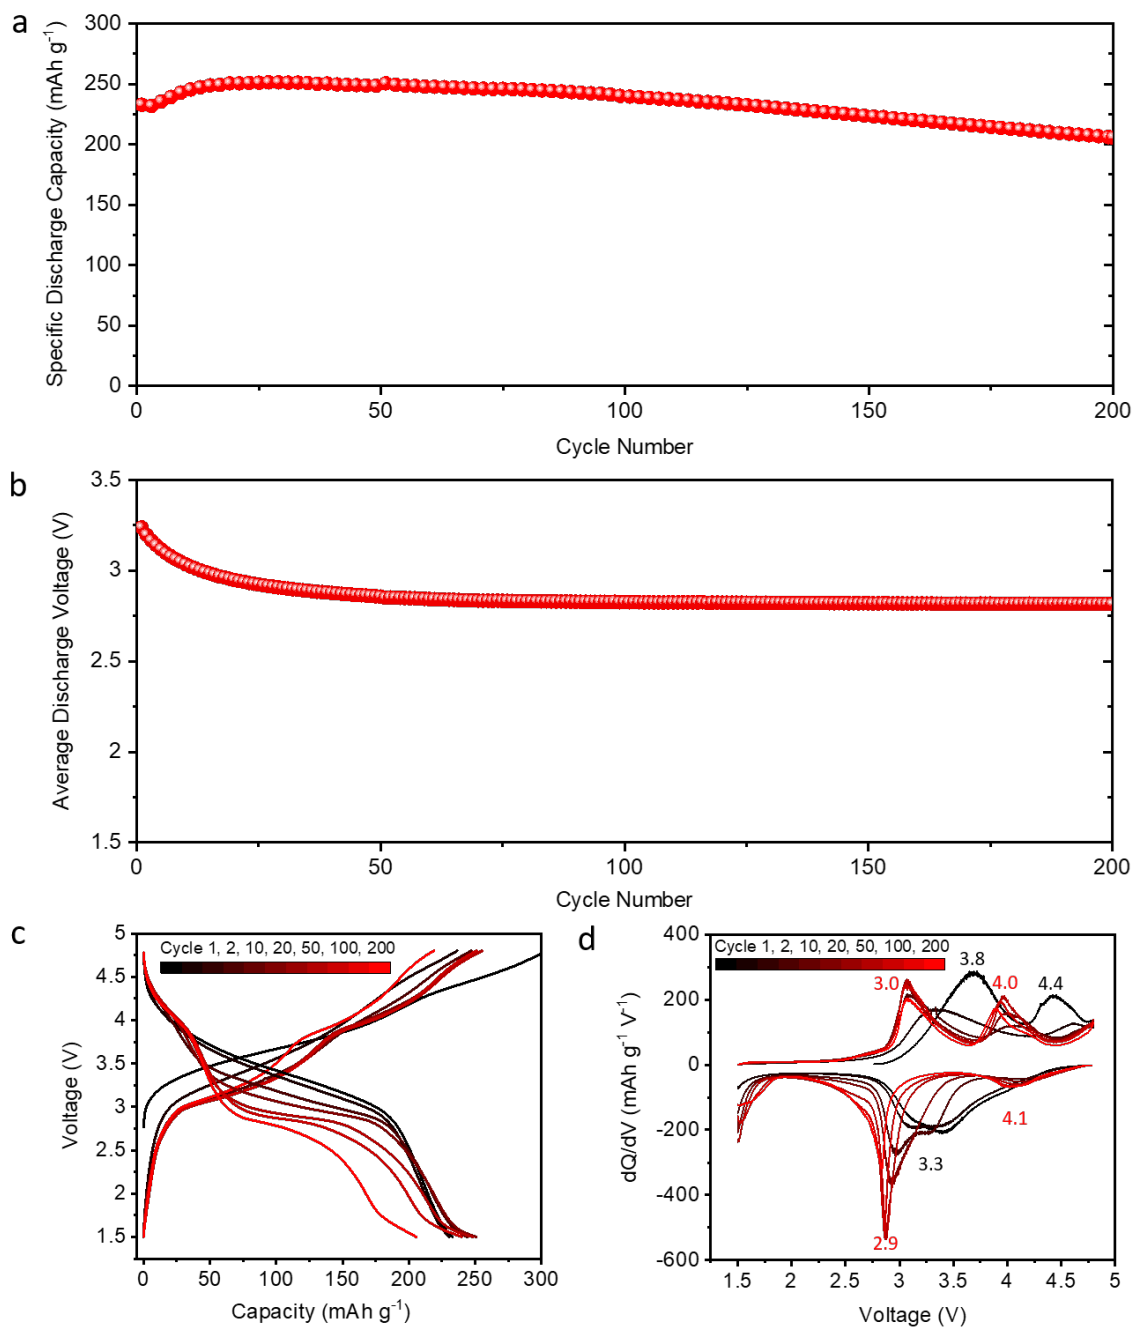 a
300
250
200
150
100
50
0
Specific Discharge Capacity (mAh g⁻¹)
0 50 100 150 200
Cycle Number
b
3.5
3
2.5
2
1.5
Average Discharge Voltage (V)
0 50 100 150 200
Cycle Number
c
Cycle 1, 2, 10, 20, 50, 100, 200
5
4.5
4
3.5
3
2.5
2
1.5
Voltage (V)
0 50 100 150 200 250 300
Capacity (mAh g⁻¹)
d
Cycle 1, 2, 10, 20, 50, 100, 200
400
200
0
-200
-400
-600
dQ/dV (mAh g⁻¹ V⁻¹)
3.8
3.0
4.0
4.4
4.1
3.3
2.9
1.5 2 2.5 3 3.5 4 4.5 5
Voltage (V)